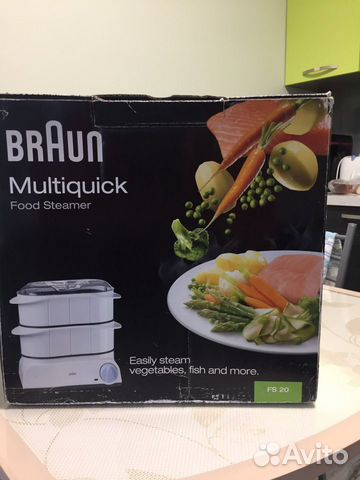 BRAUN
Multiquick
Food Steamer
Easily steam
vegetables, fish and more.
FS 20
Avito